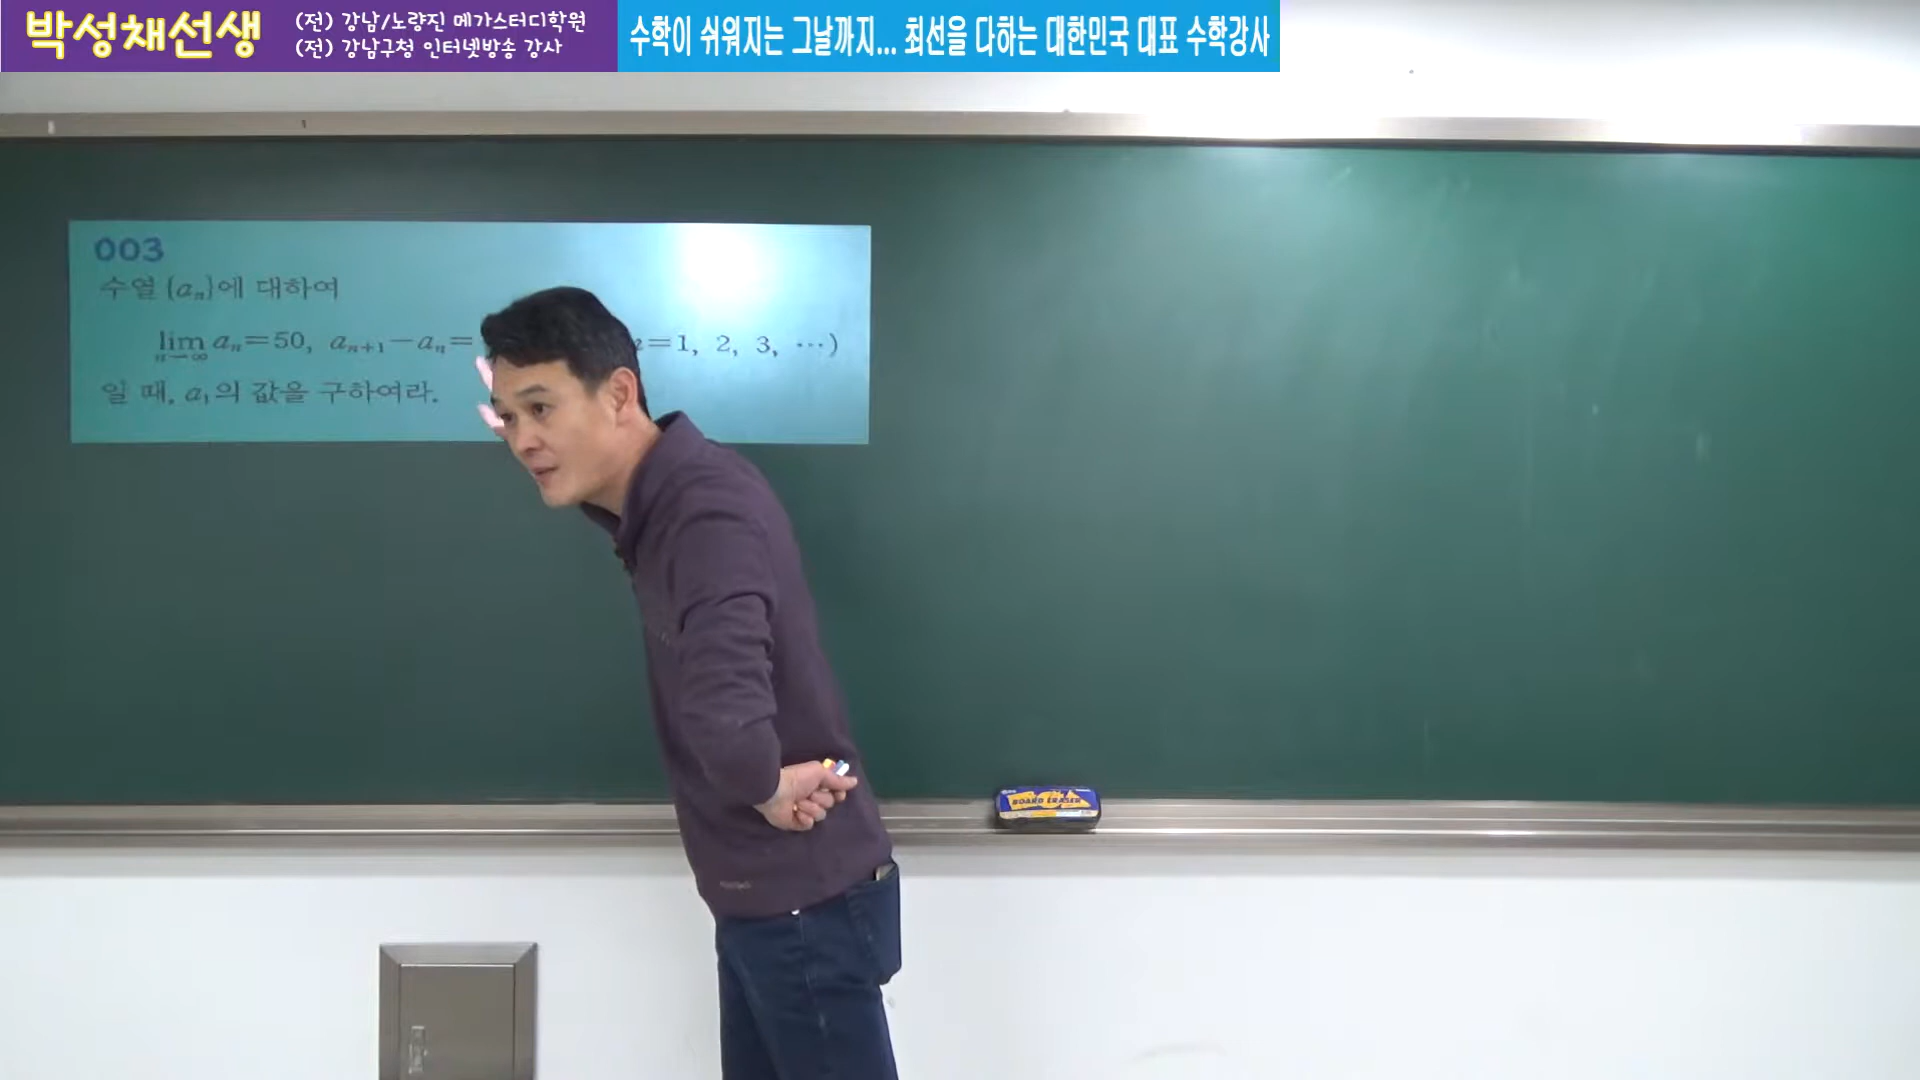 박성채선생
(전) 강남/노량진 메가스터디학원
(전) 강남구청 인터넷방송 강사
수학이 쉬워지는 그날까지... 최선을 다하는 대한민국 대표 수학강사
003
수열 {aₙ}에 대하여
lim n→∞ aₙ=50, aₙ₊₁-aₙ= =1, 2, 3, ⋯)
일 때, a₁의 값을 구하여라.
BOARD ERASER